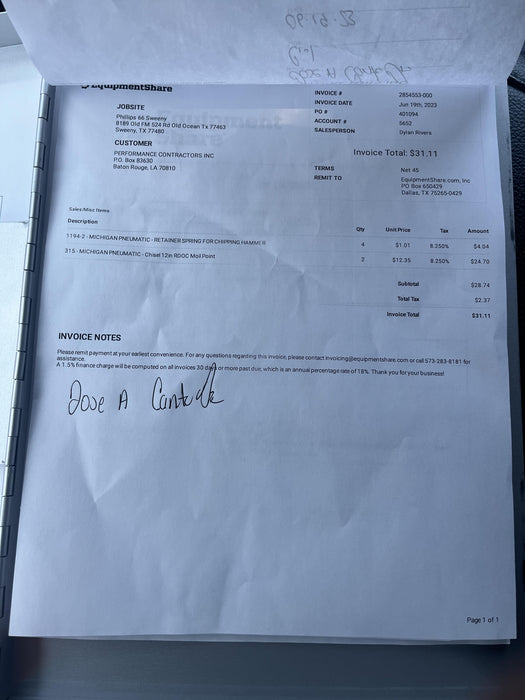 06.19.23
EquipmentShare
JOBSITE
Phillips 66 Sweeny
8189 Old FM 524 Rd Old Ocean Tx 77463
Sweeny, TX 77480
CUSTOMER
PERFORMANCE CONTRACTORS INC
P.O. Box 83630
Baton Rouge, LA 70810
INVOICE # 2854553-000
INVOICE DATE Jun 19th, 2023
PO # 401094
ACCOUNT # 5652
SALESPERSON Dylan Rivers
Invoice Total: $31.11
TERMS Net 45
REMIT TO EquipmentShare.com, Inc
PO Box 650429
Dallas, TX 75265-0429
Sales/Misc Items
Description Qty Unit Price Tax Amount
1194-2 - MICHIGAN PNEUMATIC - RETAINER SPRING FOR CHIPPING HAMMER 4 $1.01 8.250% $4.04
315 - MICHIGAN PNEUMATIC - Chisel 12in RDOC Moil Point 2 $12.35 8.250% $24.70
Subtotal $28.74
Total Tax $2.37
Invoice Total $31.11
INVOICE NOTES
Please remit payment at your earliest convenience. For any questions regarding this invoice, please contact invoicing@equipmentshare.com or call 573-283-8181 for
assistance.
A 1.5% finance charge will be computed on all invoices 30 days or more past due, which is an annual percentage rate of 18%. Thank you for your business!
Jose A
Page 1 of 1